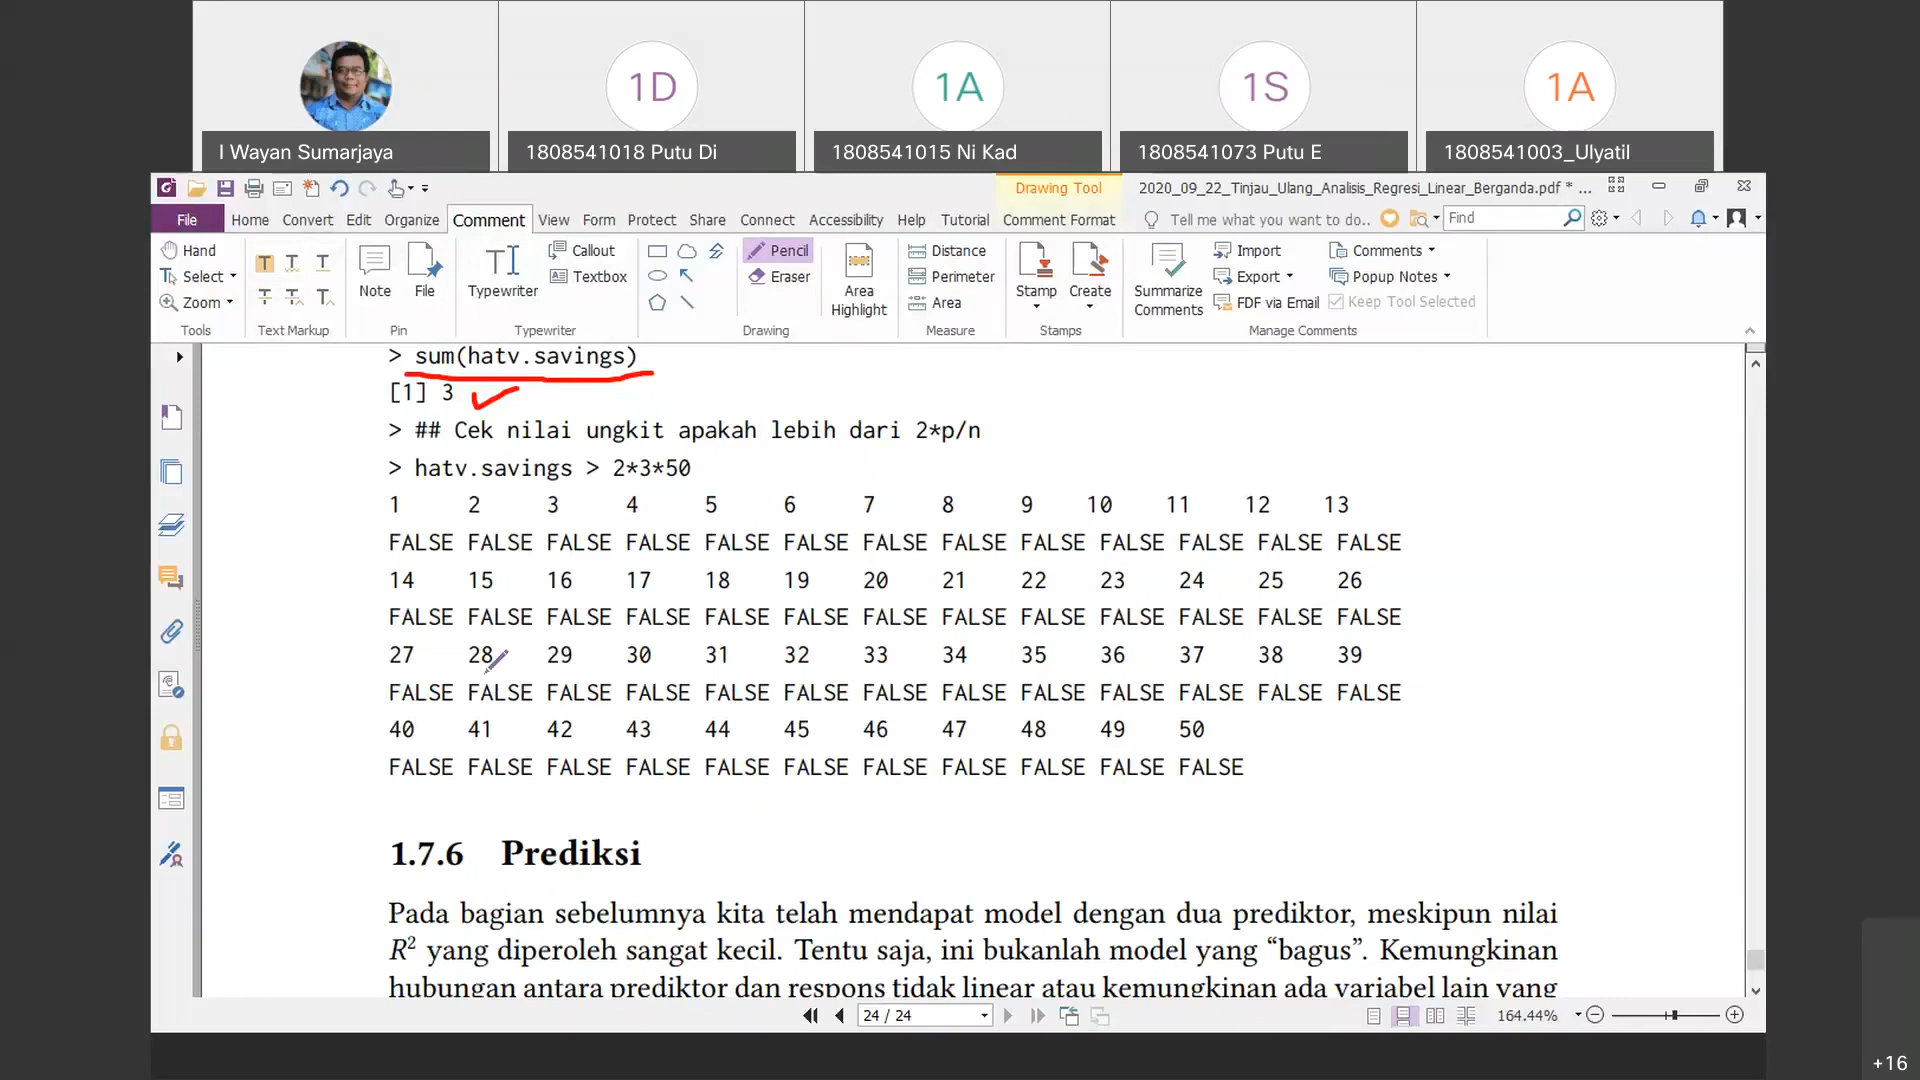 1D
1A
1S
1A
I Wayan Sumarjaya
1808541018 Putu Di
1808541015 Ni Kad
1808541073 Putu E
1808541003_Ulyatil
Drawing Tool
2020_09_22_Tinjau_Ulang_Analisis_Regresi_Linear_Berganda.pdf * ...
File Home Convert Edit Organize Comment View Form Protect Share Connect Accessibility Help Tutorial Comment Format Tell me what you want to do.. Find
Hand
Select
Zoom
Tools
Text Markup
Note
File
Pin
Typewriter
Callout
Textbox
Typewriter
Pencil
Eraser
Area Highlight
Drawing
Distance
Perimeter
Area
Measure
Stamp
Create
Stamps
Summarize Comments
Import
Export
FDF via Email
Comments
Popup Notes
Keep Tool Selected
Manage Comments
> sum(hatv.savings)
[1] 3
> ## Cek nilai ungkit apakah lebih dari 2*p/n
> hatv.savings > 2*3*50
1 2 3 4 5 6 7 8 9 10 11 12 13
FALSE FALSE FALSE FALSE FALSE FALSE FALSE FALSE FALSE FALSE FALSE FALSE FALSE
14 15 16 17 18 19 20 21 22 23 24 25 26
FALSE FALSE FALSE FALSE FALSE FALSE FALSE FALSE FALSE FALSE FALSE FALSE FALSE
27 28 29 30 31 32 33 34 35 36 37 38 39
FALSE FALSE FALSE FALSE FALSE FALSE FALSE FALSE FALSE FALSE FALSE FALSE FALSE
40 41 42 43 44 45 46 47 48 49 50
FALSE FALSE FALSE FALSE FALSE FALSE FALSE FALSE FALSE FALSE FALSE
1.7.6 Prediksi
Pada bagian sebelumnya kita telah mendapat model dengan dua prediktor, meskipun nilai
R² yang diperoleh sangat kecil. Tentu saja, ini bukanlah model yang “bagus”. Kemungkinan
hubungan antara prediktor dan respons tidak linear atau kemungkinan ada variabel lain yang
24 / 24
164.44%
+16